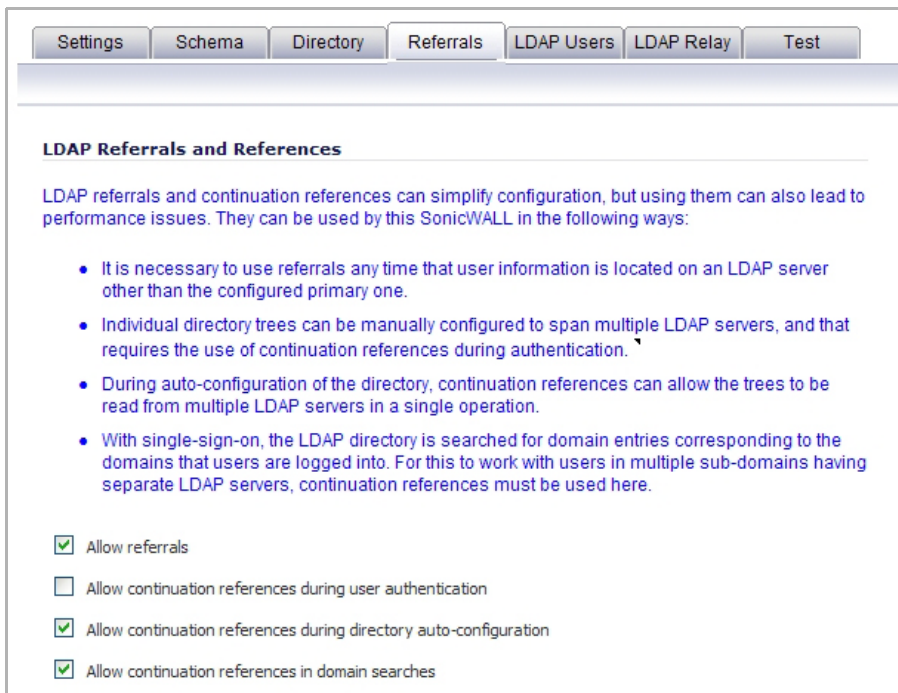 Settings Schema Directory Referrals LDAP Users LDAP Relay Test
LDAP Referrals and References
LDAP referrals and continuation references can simplify configuration, but using them can also lead to
performance issues. They can be used by this SonicWALL in the following ways:
• It is necessary to use referrals any time that user information is located on an LDAP server
other than the configured primary one.
• Individual directory trees can be manually configured to span multiple LDAP servers, and that
requires the use of continuation references during authentication.
• During auto-configuration of the directory, continuation references can allow the trees to be
read from multiple LDAP servers in a single operation.
• With single-sign-on, the LDAP directory is searched for domain entries corresponding to the
domains that users are logged into. For this to work with users in multiple sub-domains having
separate LDAP servers, continuation references must be used here.
Allow referrals
Allow continuation references during user authentication
Allow continuation references during directory auto-configuration
Allow continuation references in domain searches